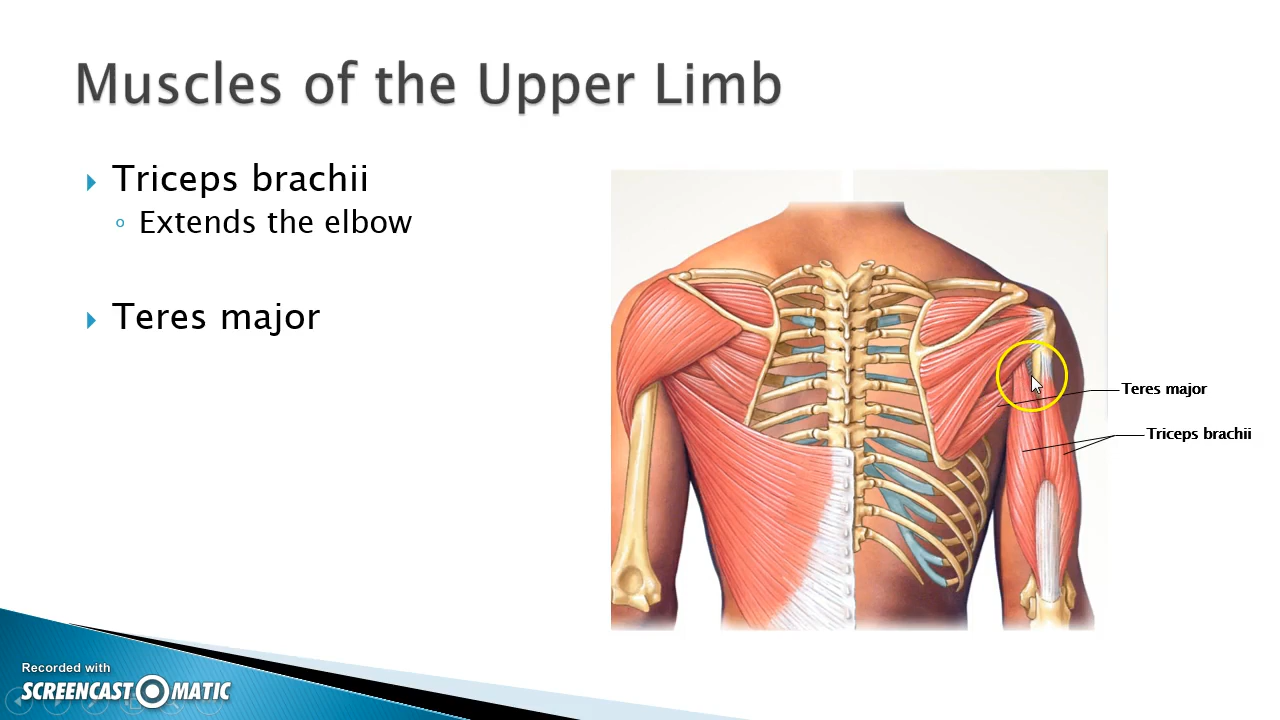 Muscles of the Upper Limb
Triceps brachii
Extends the elbow
Teres major
Teres major
Triceps brachii
Recorded with
SCREENCAST MATIC